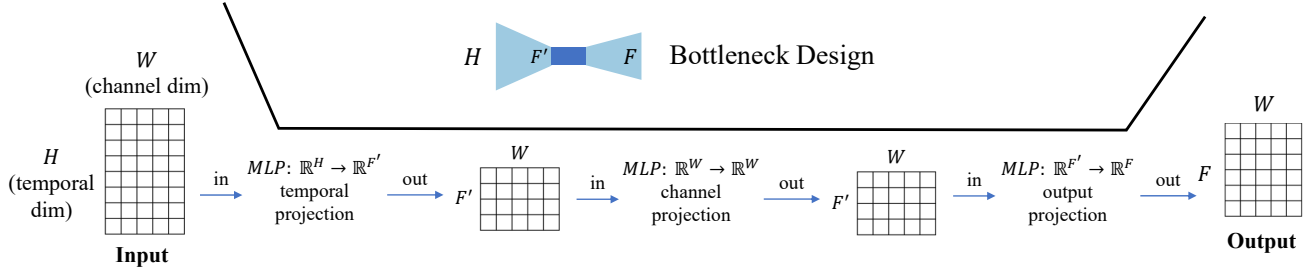 H F′ F Bottleneck Design
W
(channel dim)
H
(temporal
dim)
Input
in
MLP: ℝ^H → ℝ^F′
temporal
projection
out
W
F′
in
MLP: ℝ^W → ℝ^W
channel
projection
out
W
F′
in
MLP: ℝ^F′ → ℝ^F
output
projection
out
W
F
Output